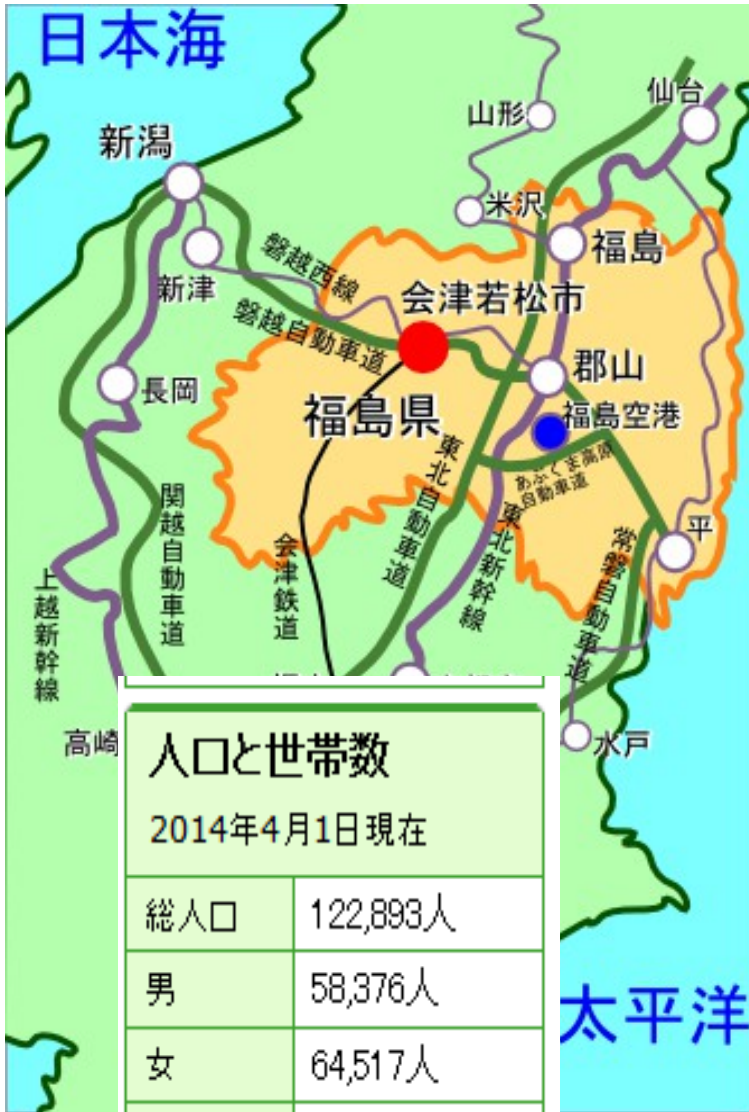 日本海
仙台
山形
新潟
米沢
福島
新津
磐越西線
会津若松市
磐越自動車道
郡山
長岡
福島県
福島空港
あぶくま高原
自動車道
東北自動車道
東北新幹線
平
関越自動車道
会津鉄道
常磐自動車道
上越新幹線
高崎
水戸
人口と世帯数
2014年4月1日現在
総人口 122,893人
男 58,376人
女 64,517人
太平洋